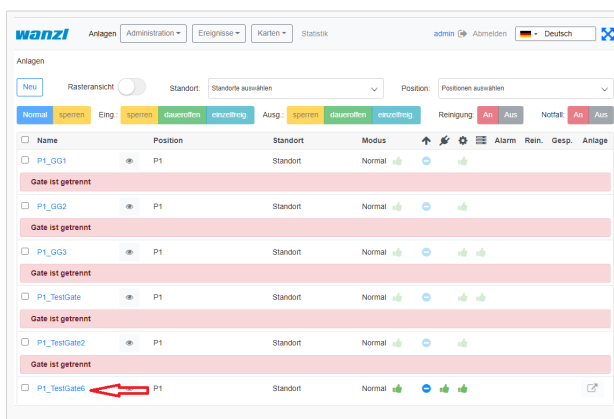 wanzl Anlagen Administration Ereignisse Karten Statistik admin Abmelden Deutsch
Anlagen
Neu Rasteransicht Standort: Standorte auswählen Position: Positionen auswählen
Normal sperren Eing.: sperren daueroffen einzelfreig. Ausg.: sperren daueroffen einzelfreig. Reinigung: An Aus Notfall: An Aus
Name Position Standort Modus Alarm Rein. Gesp. Anlage
P1_GG1 P1 Standort Normal
Gate ist getrennt
P1_GG2 P1 Standort Normal
Gate ist getrennt
P1_GG3 P1 Standort Normal
Gate ist getrennt
P1_TestGate P1 Standort Normal
Gate ist getrennt
P1_TestGate2 P1 Standort Normal
Gate ist getrennt
P1_TestGate6 P1 Standort Normal